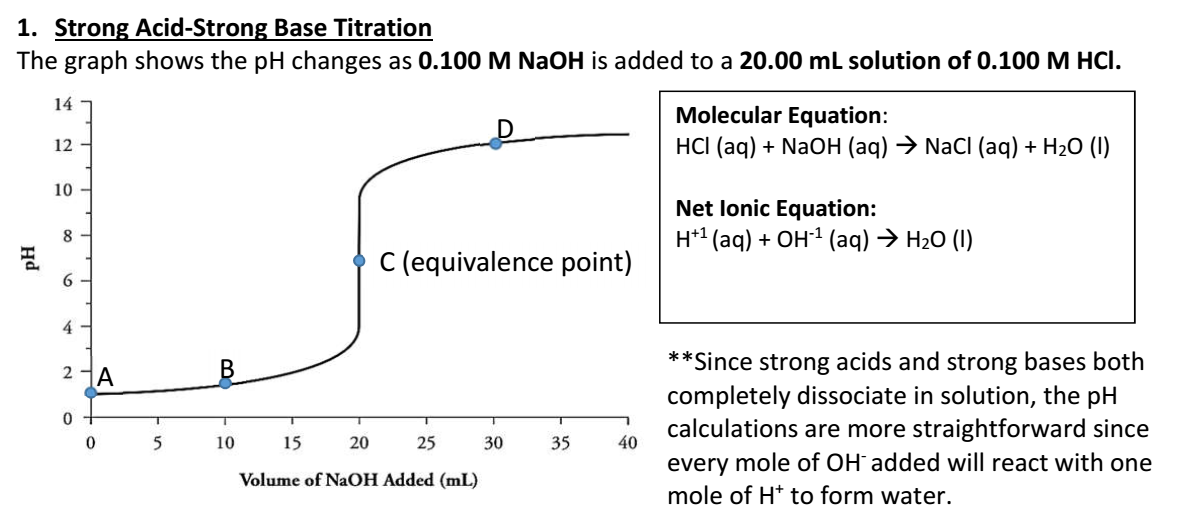 1. Strong Acid-Strong Base Titration
The graph shows the pH changes as 0.100 M NaOH is added to a 20.00 mL solution of 0.100 M HCl.
14
12
10
8
6
4
2
0
pH
A
B
C (equivalence point)
D
0 5 10 15 20 25 30 35 40
Volume of NaOH Added (mL)
Molecular Equation:
HCl (aq) + NaOH (aq) → NaCl (aq) + H₂O (l)
Net Ionic Equation:
H⁺¹ (aq) + OH⁻¹ (aq) → H₂O (l)
**Since strong acids and strong bases both
completely dissociate in solution, the pH
calculations are more straightforward since
every mole of OH⁻ added will react with one
mole of H⁺ to form water.